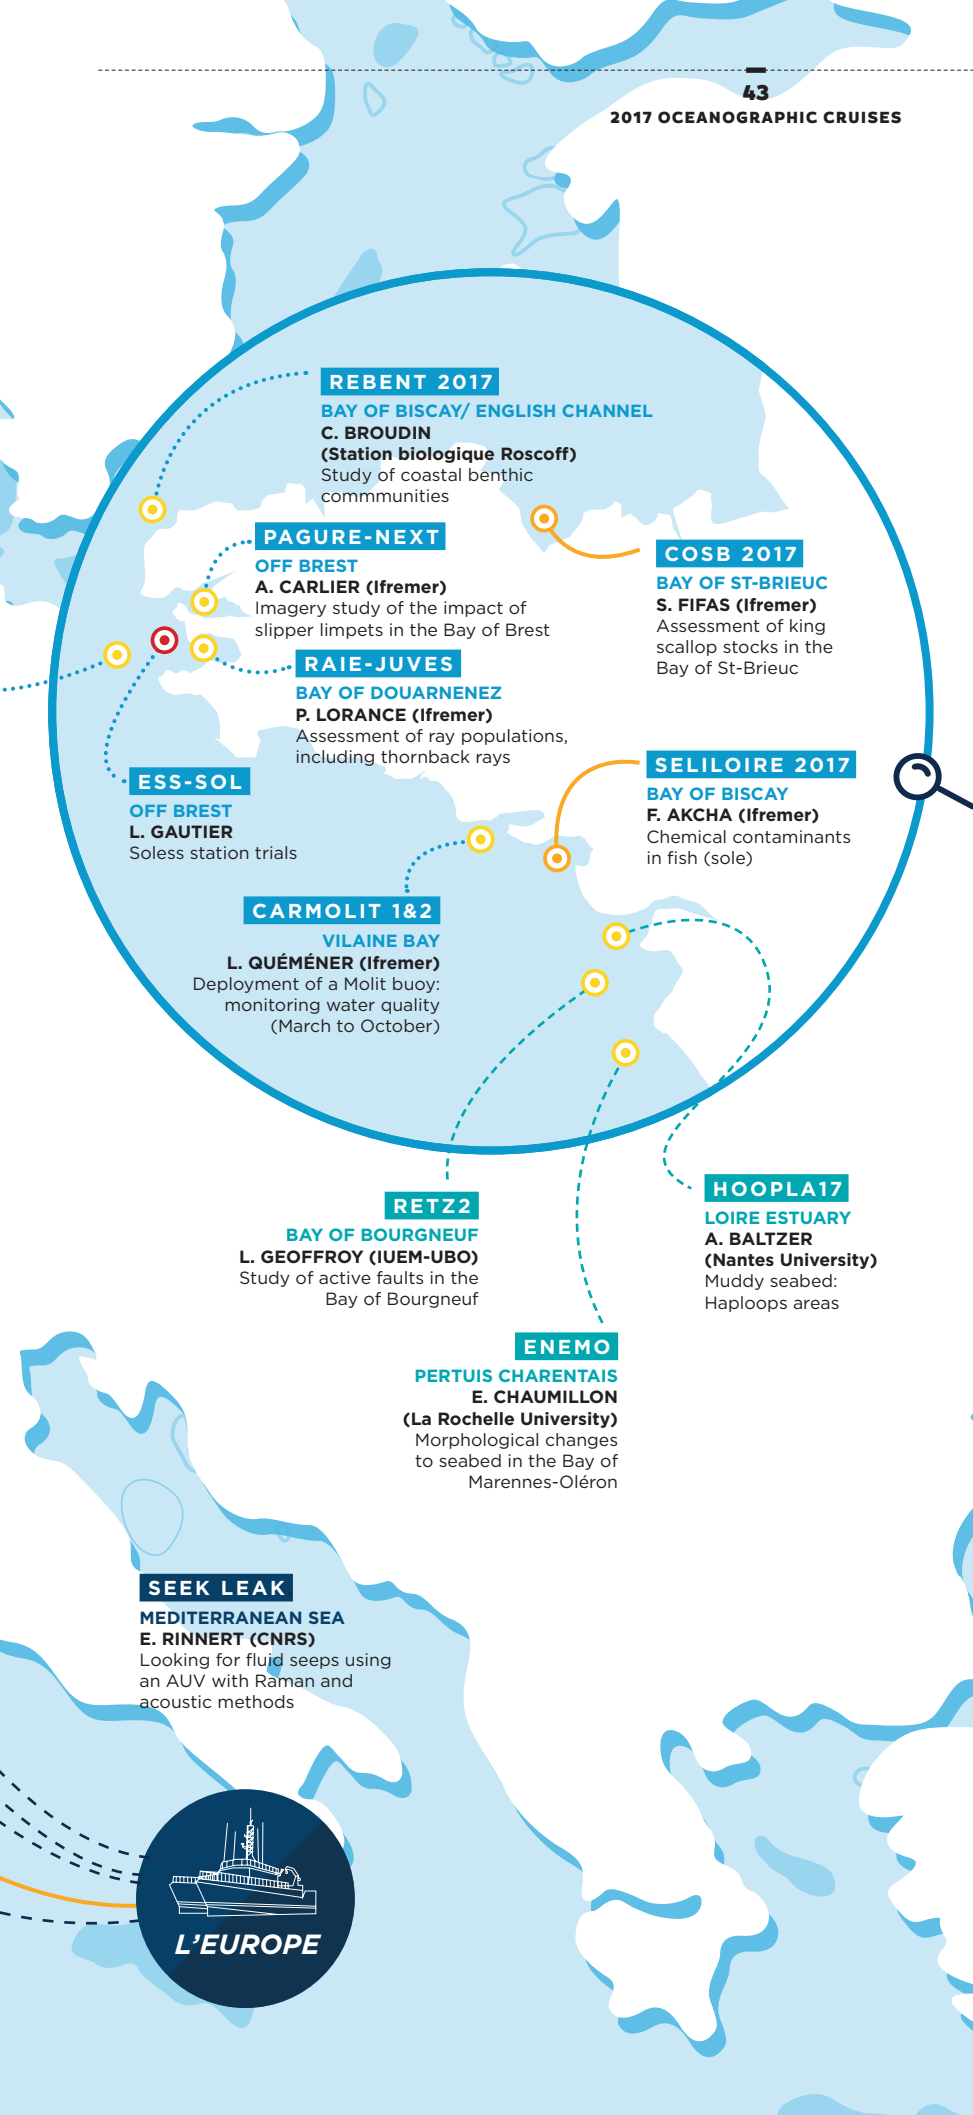 43
2017 OCEANOGRAPHIC CRUISES
REBENT 2017
BAY OF BISCAY/ ENGLISH CHANNEL
C. BROUDIN
(Station biologique Roscoff)
Study of coastal benthic
commmunities
PAGURE-NEXT
OFF BREST
A. CARLIER (Ifremer)
Imagery study of the impact of
slipper limpets in the Bay of Brest
COSB 2017
BAY OF ST-BRIEUC
S. FIFAS (Ifremer)
Assessment of king
scallop stocks in the
Bay of St-Brieuc
RAIE-JUVES
BAY OF DOUARNENEZ
P. LORANCE (Ifremer)
Assessment of ray populations,
including thornback rays
ESS-SOL
OFF BREST
L. GAUTIER
Soless station trials
SELILOIRE 2017
BAY OF BISCAY
F. AKCHA (Ifremer)
Chemical contaminants
in fish (sole)
CARMOLIT 1&2
VILAINE BAY
L. QUÉMÉNER (Ifremer)
Deployment of a Molit buoy:
monitoring water quality
(March to October)
RETZ2
BAY OF BOURGNEUF
L. GEOFFROY (IUEM-UBO)
Study of active faults in the
Bay of Bourgneuf
HOOPLA17
LOIRE ESTUARY
A. BALTZER
(Nantes University)
Muddy seabed:
Haploops areas
ENEMO
PERTUIS CHARENTAIS
E. CHAUMILLON
(La Rochelle University)
Morphological changes
to seabed in the Bay of
Marennes-Oléron
SEEK LEAK
MEDITERRANEAN SEA
E. RINNERT (CNRS)
Looking for fluid seeps using
an AUV with Raman and
acoustic methods
L'EUROPE